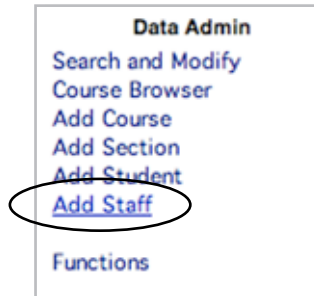 Data Admin
Search and Modify
Course Browser
Add Course
Add Section
Add Student
Add Staff
Functions